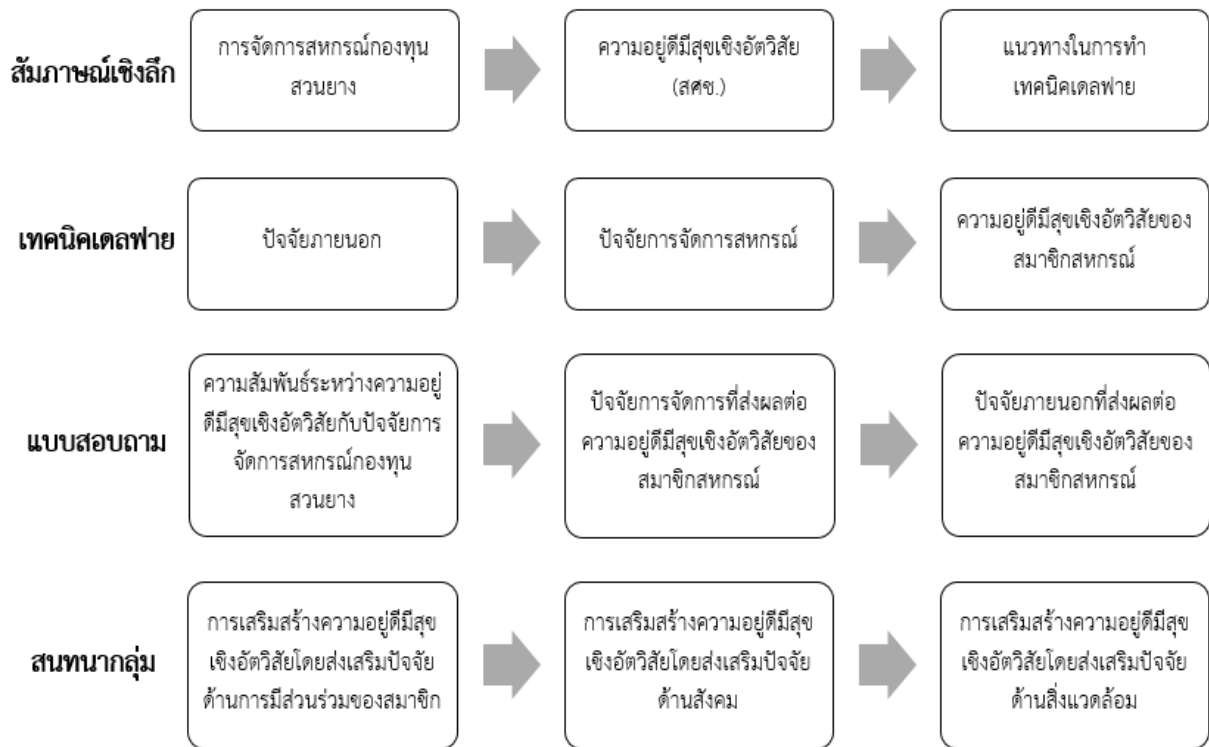 สัมภาษณ์เชิงลึก
การจัดการสหกรณ์กองทุน
สวนยาง
ความอยู่ดีมีสุขเชิงอัตวิสัย
(สศช.)
แนวทางในการทำ
เทคนิคเดลฟาย
เทคนิคเดลฟาย
ปัจจัยภายนอก
ปัจจัยการจัดการสหกรณ์
ความอยู่ดีมีสุขเชิงอัตวิสัยของ
สมาชิกสหกรณ์
แบบสอบถาม
ความสัมพันธ์ระหว่างความอยู่
ดีมีสุขเชิงอัตวิสัยกับปัจจัยการ
จัดการสหกรณ์กองทุน
สวนยาง
ปัจจัยการจัดการที่ส่งผลต่อ
ความอยู่ดีมีสุขเชิงอัตวิสัยของ
สมาชิกสหกรณ์
ปัจจัยภายนอกที่ส่งผลต่อ
ความอยู่ดีมีสุขเชิงอัตวิสัยของ
สมาชิกสหกรณ์
สนทนากลุ่ม
การเสริมสร้างความอยู่ดีมีสุข
เชิงอัตวิสัยโดยส่งเสริมปัจจัย
ด้านการมีส่วนร่วมของสมาชิก
การเสริมสร้างความอยู่ดีมีสุข
เชิงอัตวิสัยโดยส่งเสริมปัจจัย
ด้านสังคม
การเสริมสร้างความอยู่ดีมีสุข
เชิงอัตวิสัยโดยส่งเสริมปัจจัย
ด้านสิ่งแวดล้อม